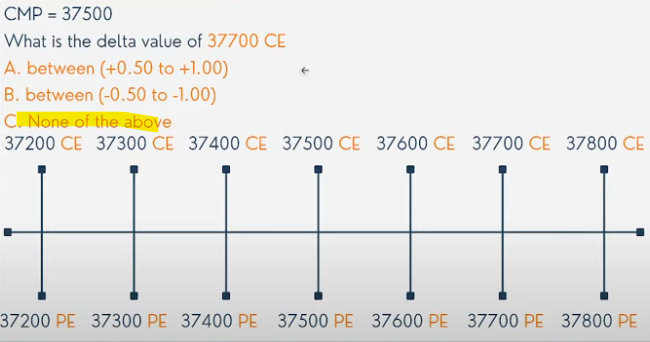 CMP = 37500
What is the delta value of 37700 CE
A. between (+0.50 to +1.00)
B. between (-0.50 to -1.00)
C. None of the above
37200 CE 37300 CE 37400 CE 37500 CE 37600 CE 37700 CE 37800 CE
37200 PE 37300 PE 37400 PE 37500 PE 37600 PE 37700 PE 37800 PE